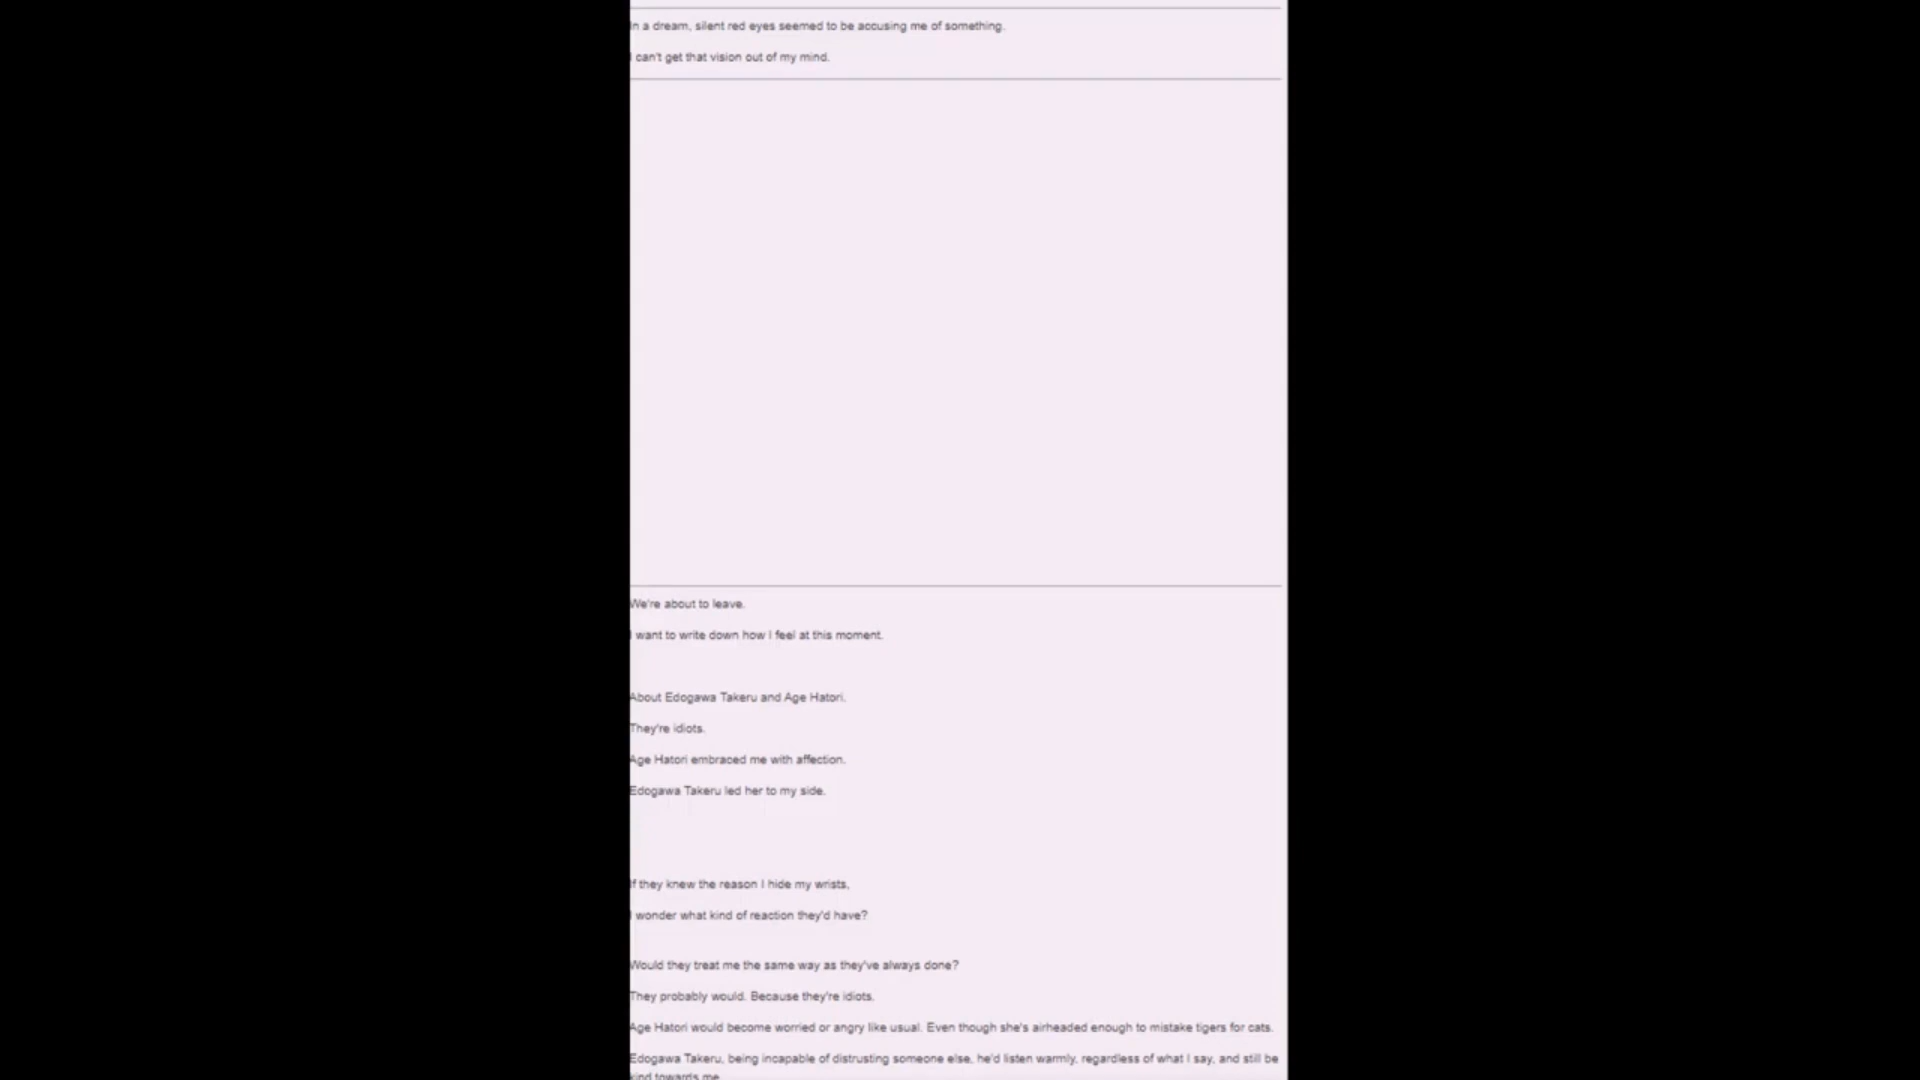 In a dream, silent red eyes seemed to be accusing me of something.
I can't get that vision out of my mind.
We're about to leave.
I want to write down how I feel at this moment.
About Edogawa Takeru and Age Hatori.
They're idiots.
Age Hatori embraced me with affection.
Edogawa Takeru led her to my side.
If they knew the reason I hide my wrists,
I wonder what kind of reaction they'd have?
Would they treat me the same way as they've always done?
They probably would. Because they're idiots.
Age Hatori would become worried or angry like usual. Even though she's airheaded enough to mistake tigers for cats.
Edogawa Takeru, being incapable of distrusting someone else, he'd listen warmly, regardless of what I say, and still be
kind towards me.